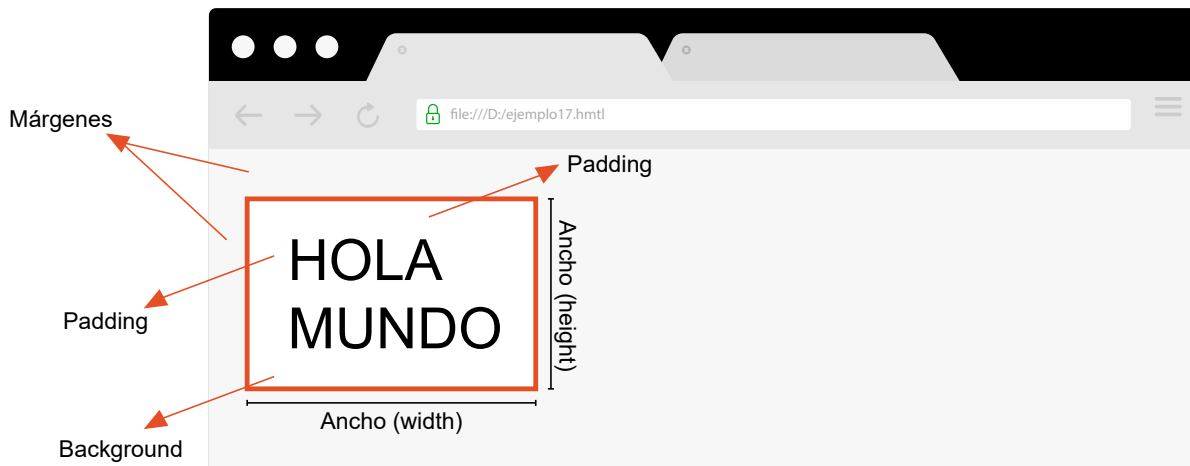 file:///D:/ejemplo17.hmtl
Márgenes
Padding
HOLA
MUNDO
Ancho (height)
Padding
Ancho (width)
Background